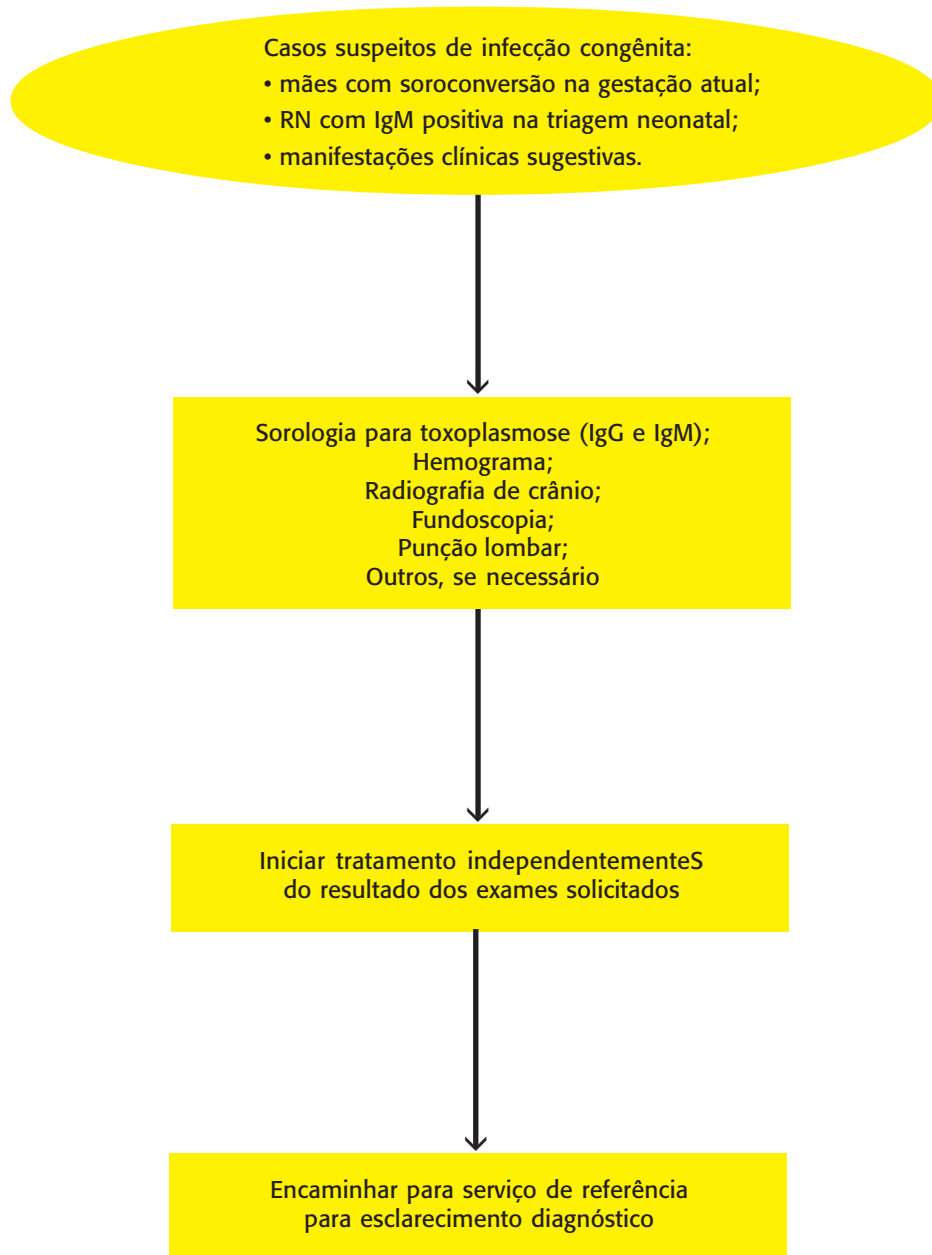 Casos suspeitos de infecção congênita:
• mães com soroconversão na gestação atual;
• RN com IgM positiva na triagem neonatal;
• manifestações clínicas sugestivas.
Sorologia para toxoplasmose (IgG e IgM);
Hemograma;
Radiografia de crânio;
Fundoscopia;
Punção lombar;
Outros, se necessário
Iniciar tratamento independentementeS
do resultado dos exames solicitados
Encaminhar para serviço de referência
para esclarecimento diagnóstico